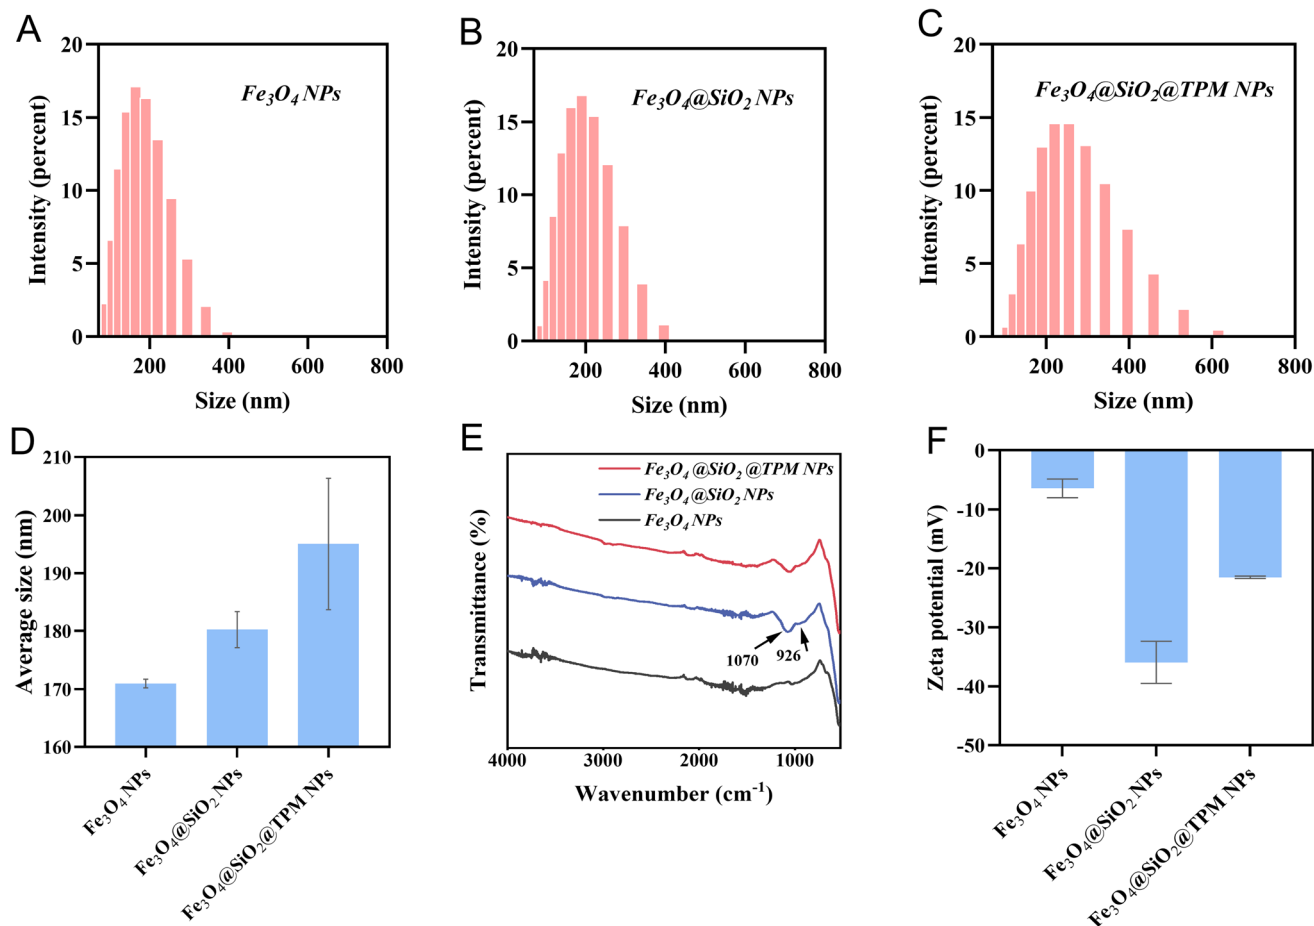 A
20
15
10
5
0
Intensity (percent)
Fe₃O₄ NPs
200
400
600
800
Size (nm)
B
20
15
10
5
0
Intensity (percent)
Fe₃O₄@SiO₂ NPs
200
400
600
800
Size (nm)
C
20
15
10
5
0
Intensity (percent)
Fe₃O₄@SiO₂@TPM NPs
200
400
600
800
Size (nm)
D
210
200
190
180
170
160
Average size (nm)
Fe₃O₄ NPs
Fe₃O₄@SiO₂ NPs
Fe₃O₄@SiO₂@TPM NPs
E
Transmittance (%)
Fe₃O₄@SiO₂@TPM NPs
Fe₃O₄@SiO₂ NPs
Fe₃O₄ NPs
1070
926
4000
3000
2000
1000
Wavenumber (cm⁻¹)
F
0
-10
-20
-30
-40
-50
Zeta potential (mV)
Fe₃O₄ NPs
Fe₃O₄@SiO₂ NPs
Fe₃O₄@SiO₂@TPM NPs